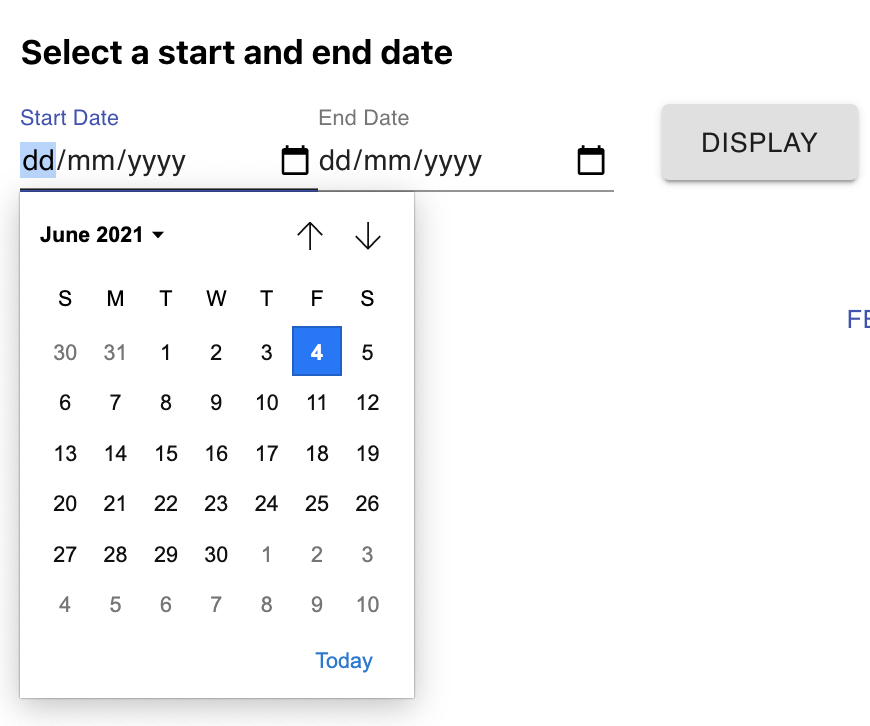 Select a start and end date
Start Date
End Date
dd/mm/yyyy
dd/mm/yyyy
DISPLAY
June 2021
S M T W T F S
30 31 1 2 3 4 5
6 7 8 9 10 11 12
13 14 15 16 17 18 19
20 21 22 23 24 25 26
27 28 29 30 1 2 3
4 5 6 7 8 9 10
Today